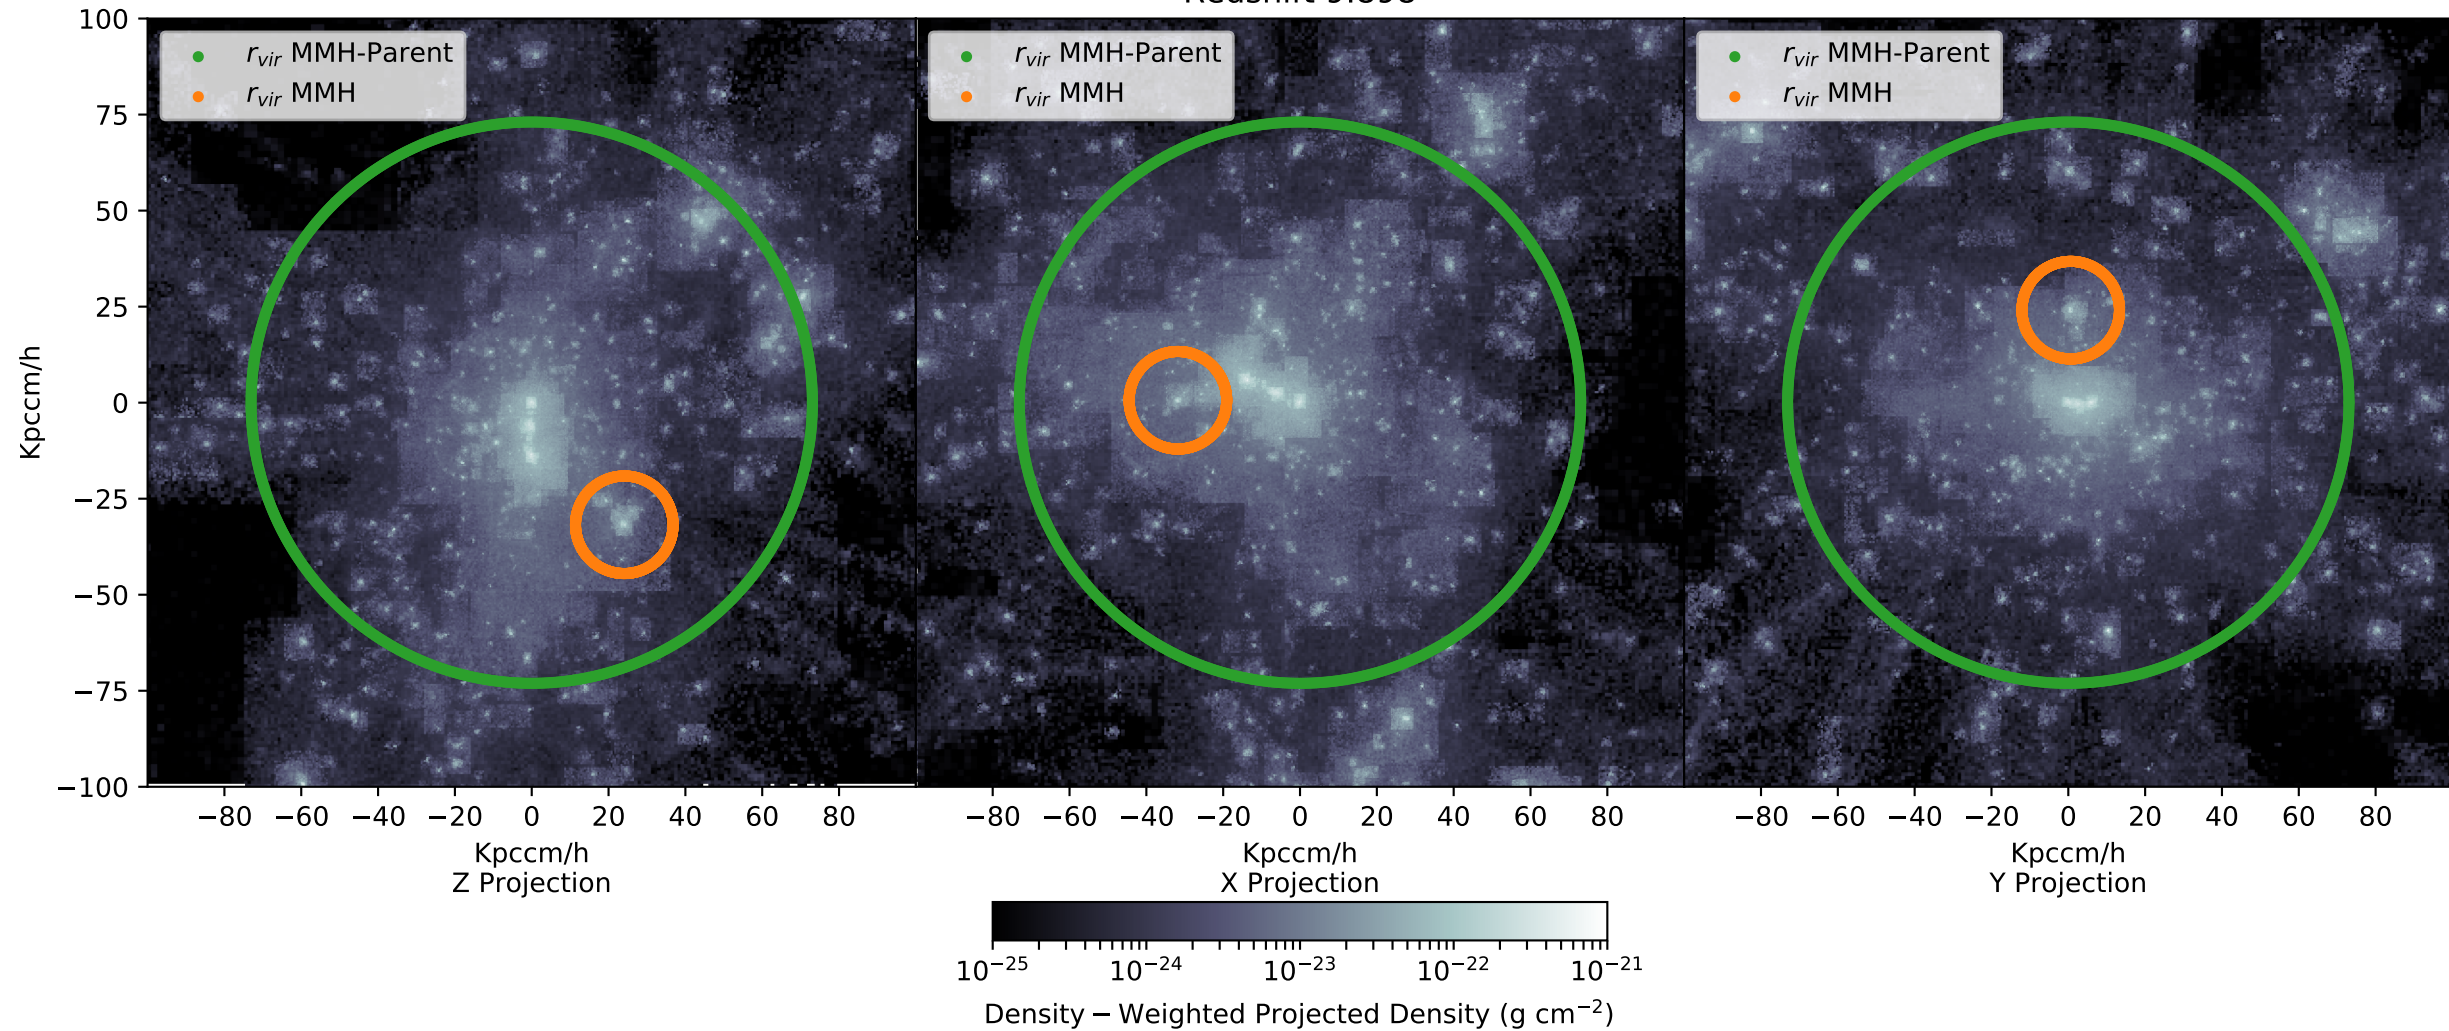 r_vir MMH-Parent
r_vir MMH
r_vir MMH-Parent
r_vir MMH
r_vir MMH-Parent
r_vir MMH
100
75
50
25
0
−25
−50
−75
−100
Kpccm/h
−80 −60 −40 −20 0 20 40 60 80
−80 −60 −40 −20 0 20 40 60 80
−80 −60 −40 −20 0 20 40 60 80
Kpccm/h
Z Projection
Kpccm/h
X Projection
Kpccm/h
Y Projection
10⁻²⁵ 10⁻²⁴ 10⁻²³ 10⁻²² 10⁻²¹
Density − Weighted Projected Density (g cm⁻²)